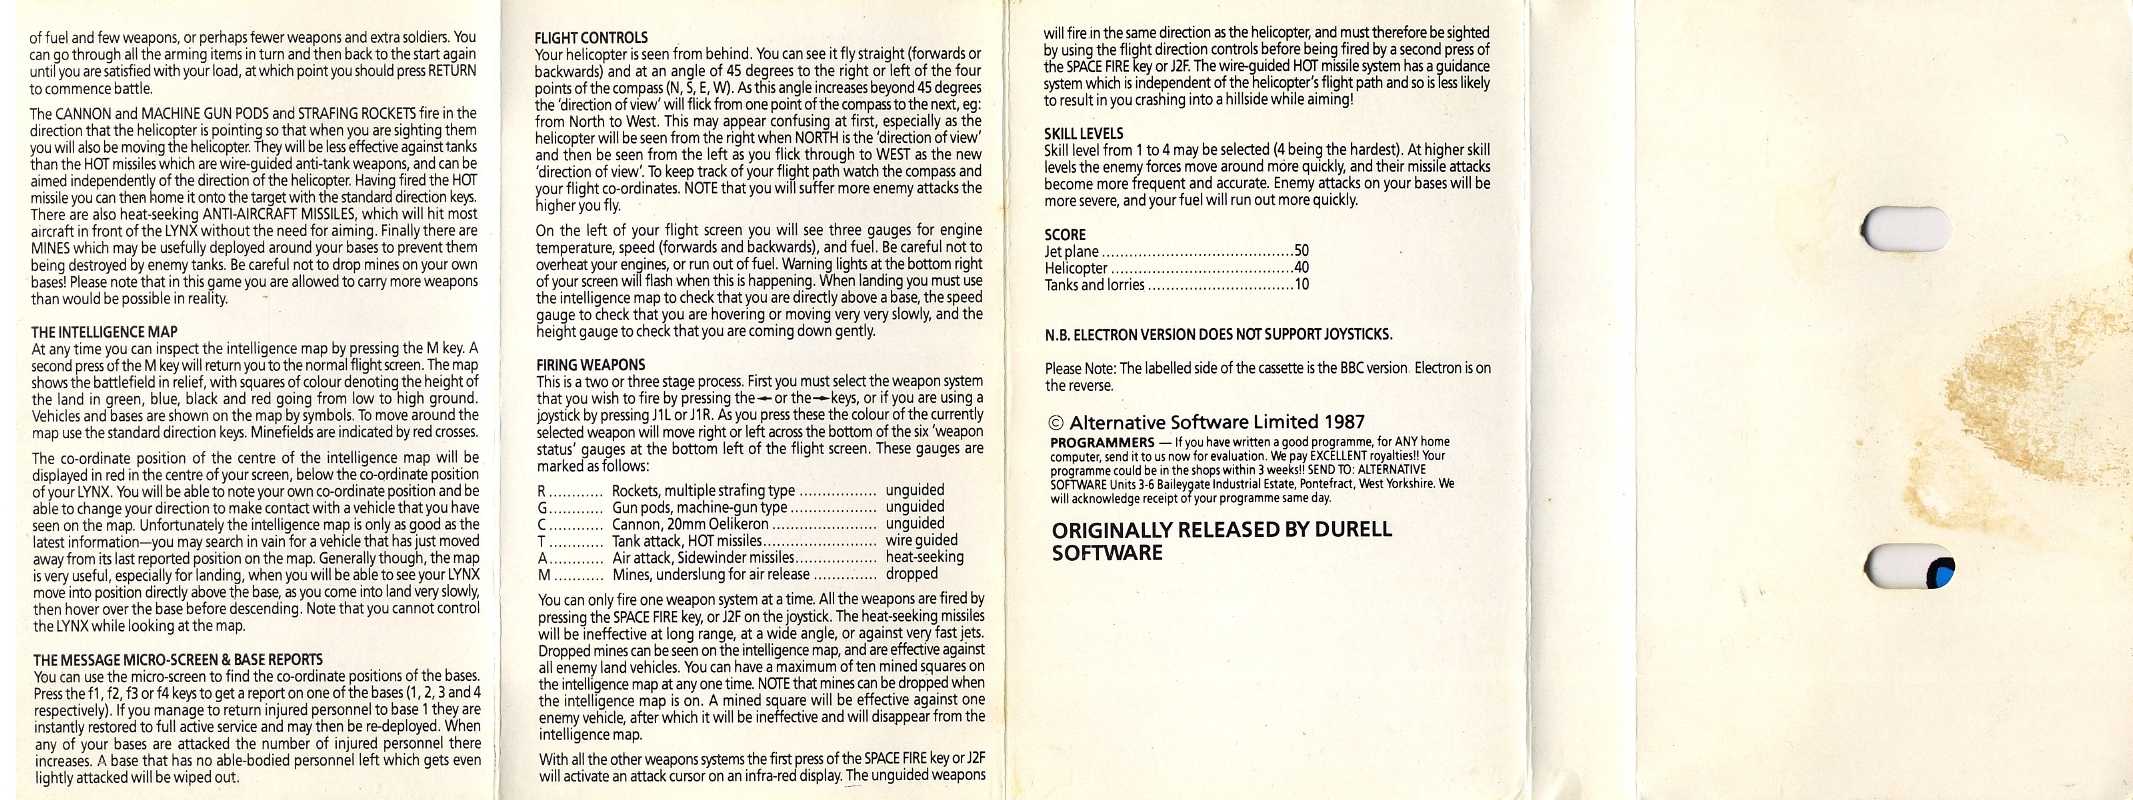 of fuel and few weapons, or perhaps fewer weapons and extra soldiers. You
can go through all the arming items in turn and then back to the start again
until you are satisfied with your load, at which point you should press RETURN
to commence battle.
The CANNON and MACHINE GUN PODS and STRAFING ROCKETS fire in the
direction that the helicopter is pointing so that when you are sighting them
you will also be moving the helicopter. They will be less effective against tanks
than the HOT missiles which are wire-guided anti-tank weapons, and can be
aimed independently of the direction of the helicopter. Having fired the HOT
missile you can then home it onto the target with the standard direction keys.
There are also heat-seeking ANTI-AIRCRAFT MISSILES, which will hit most
aircraft in front of the LYNX without the need for aiming. Finally there are
MINES which may be usefully deployed around your bases to prevent them
being destroyed by enemy tanks. Be careful not to drop mines on your own
bases! Please note that in this game you are allowed to carry more weapons
than would be possible in reality.
THE INTELLIGENCE MAP
At any time you can inspect the intelligence map by pressing the M key. A
second press of the M key will return you to the normal flight screen. The map
shows the battlefield in relief, with squares of colour denoting the height of
the land in green, blue, black and red going from low to high ground.
Vehicles and bases are shown on the map by symbols. To move around the
map use the standard direction keys. Minefields are indicated by red crosses.
The co-ordinate position of the centre of the intelligence map will be
displayed in red in the centre of your screen, below the co-ordinate position
of your LYNX. You will be able to note your own co-ordinate position and be
able to change your direction to make contact with a vehicle that you have
seen on the map. Unfortunately the intelligence map is only as good as the
latest information—you may search in vain for a vehicle that has just moved
away from its last reported position on the map. Generally though, the map
is very useful, especially for landing, when you will be able to see your LYNX
move into position directly above the base, as you come into land very slowly,
then hover over the base before descending. Note that you cannot control
the LYNX while looking at the map.
THE MESSAGE MICRO-SCREEN & BASE REPORTS
You can use the micro-screen to find the co-ordinate positions of the bases.
Press the f1, f2, f3 or f4 keys to get a report on one of the bases (1, 2, 3 and 4
respectively). If you manage to return injured personnel to base 1 they are
instantly restored to full active service and may then be re-deployed. When
any of your bases are attacked the number of injured personnel there
increases. A base that has no able-bodied personnel left which gets even
lightly attacked will be wiped out.
FLIGHT CONTROLS
Your helicopter is seen from behind. You can see it fly straight (forwards or
backwards) and at an angle of 45 degrees to the right or left of the four
points of the compass (N, S, E, W). As this angle increases beyond 45 degrees
the 'direction of view' will flick from one point of the compass to the next, eg:
from North to West. This may appear confusing at first, especially as the
helicopter will be seen from the right when NORTH is the 'direction of view'
and then be seen from the left as you flick through to WEST as the new
'direction of view'. To keep track of your flight path watch the compass and
your flight co-ordinates. NOTE that you will suffer more enemy attacks the
higher you fly.
On the left of your flight screen you will see three gauges for engine
temperature, speed (forwards and backwards), and fuel. Be careful not to
overheat your engines, or run out of fuel. Warning lights at the bottom right
of your screen will flash when this is happening. When landing you must use
the intelligence map to check that you are directly above a base, the speed
gauge to check that you are hovering or moving very very slowly, and the
height gauge to check that you are coming down gently.
FIRING WEAPONS
This is a two or three stage process. First you must select the weapon system
that you wish to fire by pressing the ← or the → keys, or if you are using a
joystick by pressing J1L or J1R. As you press these the colour of the currently
selected weapon will move right or left across the bottom of the six 'weapon
status' gauges at the bottom left of the flight screen. These gauges are
marked as follows:
R ............ Rockets, multiple strafing type ................. unguided
G ............ Gun pods, machine-gun type ................... unguided
C ............ Cannon, 20mm Oelikeron ....................... unguided
T ............ Tank attack, HOT missiles......................... wire guided
A ............ Air attack, Sidewinder missiles.................. heat-seeking
M ........... Mines, underslung for air release .............. dropped
You can only fire one weapon system at a time. All the weapons are fired by
pressing the SPACE FIRE key, or J2F on the joystick. The heat-seeking missiles
will be ineffective at long range, at a wide angle, or against very fast jets.
Dropped mines can be seen on the intelligence map, and are effective against
all enemy land vehicles. You can have a maximum of ten mined squares on
the intelligence map at any one time. NOTE that mines can be dropped when
the intelligence map is on. A mined square will be effective against one
enemy vehicle, after which it will be ineffective and will disappear from the
intelligence map.
With all the other weapons systems the first press of the SPACE FIRE key or J2F
will activate an attack cursor on an infra-red display. The unguided weapons
will fire in the same direction as the helicopter, and must therefore be sighted
by using the flight direction controls before being fired by a second press of
the SPACE FIRE key or J2F. The wire-guided HOT missile system has a guidance
system which is independent of the helicopter's flight path and so is less likely
to result in you crashing into a hillside while aiming!
SKILL LEVELS
Skill level from 1 to 4 may be selected (4 being the hardest). At higher skill
levels the enemy forces move around more quickly, and their missile attacks
become more frequent and accurate. Enemy attacks on your bases will be
more severe, and your fuel will run out more quickly.
SCORE
Jet plane .........................................50
Helicopter .......................................40
Tanks and lorries ................................10
N.B. ELECTRON VERSION DOES NOT SUPPORT JOYSTICKS.
Please Note: The labelled side of the cassette is the BBC version. Electron is on
the reverse.
© Alternative Software Limited 1987
PROGRAMMERS — If you have written a good programme, for ANY home
computer, send it to us now for evaluation. We pay EXCELLENT royalties!! Your
programme could be in the shops within 3 weeks!! SEND TO: ALTERNATIVE
SOFTWARE Units 3-6 Baileygate Industrial Estate, Pontefract, West Yorkshire. We
will acknowledge receipt of your programme same day.
ORIGINALLY RELEASED BY DURELL
SOFTWARE